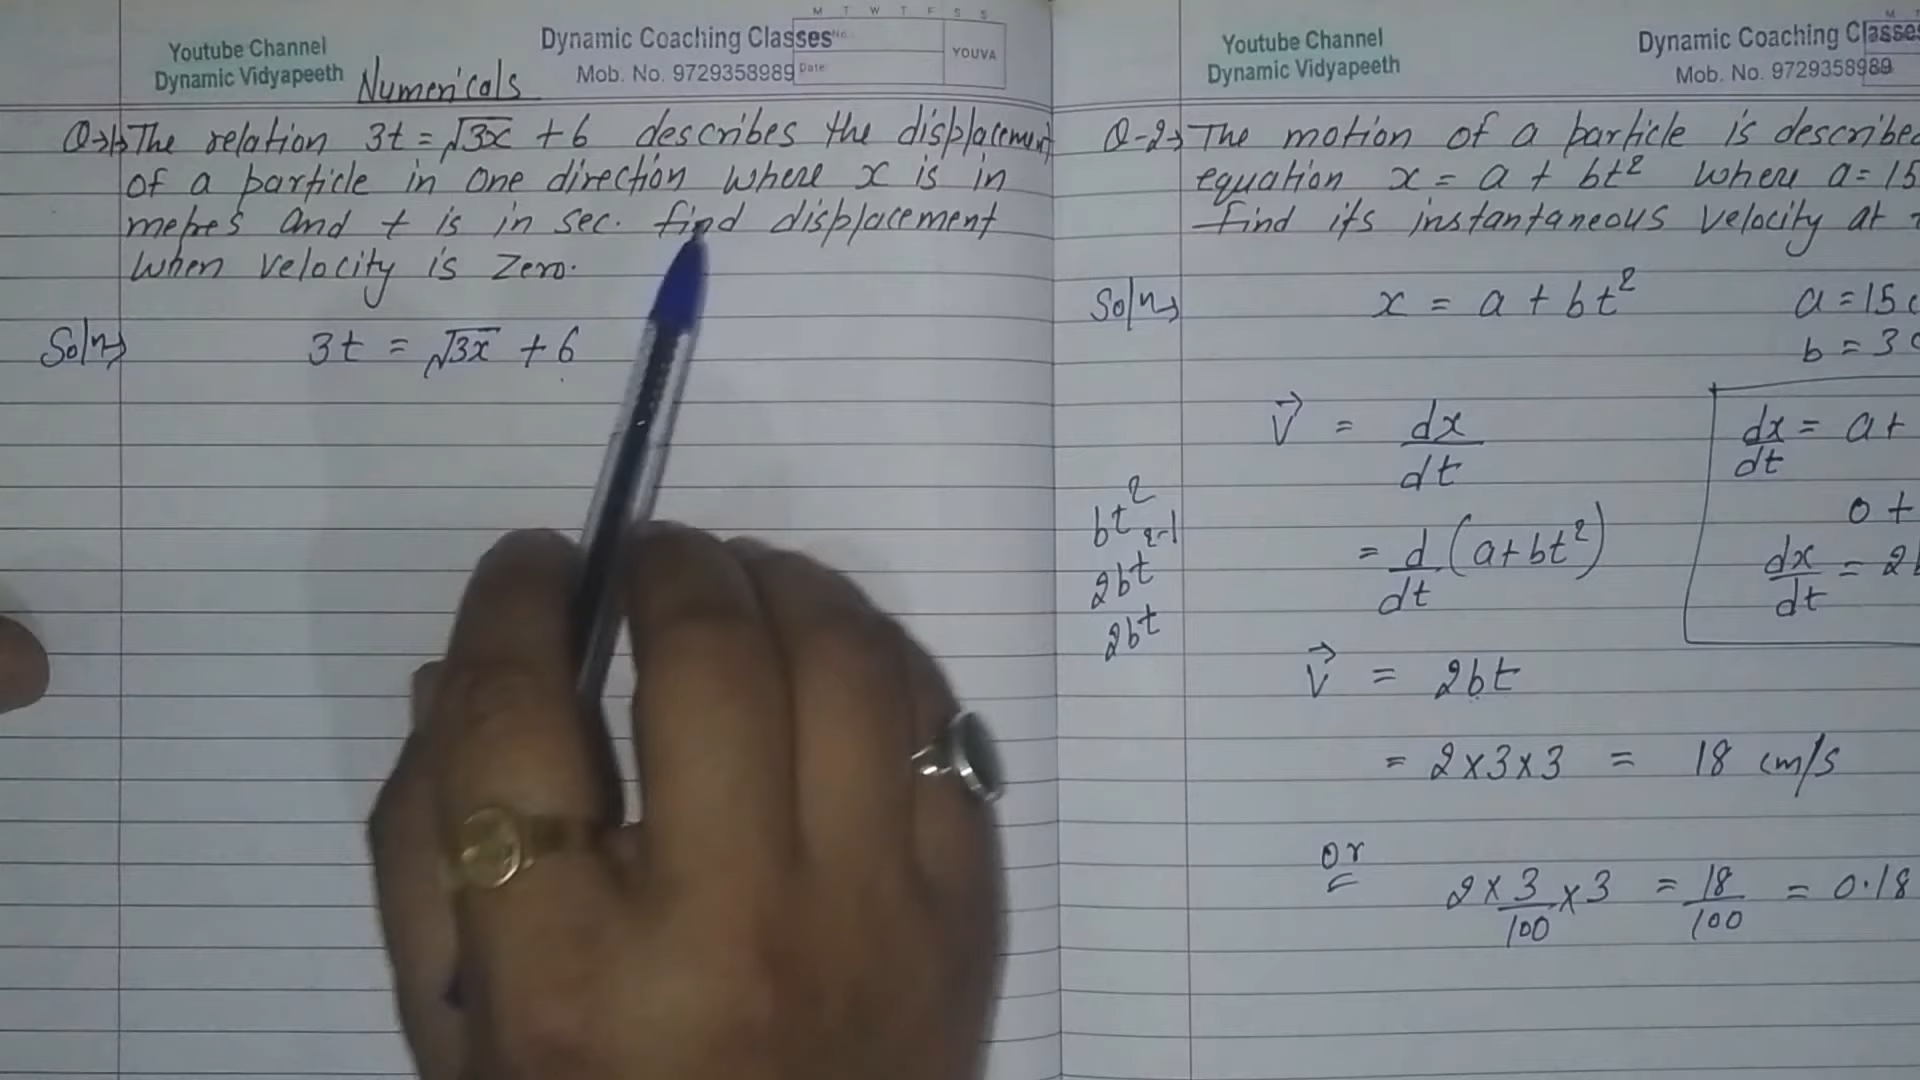 M T W T F S S
Youtube Channel
Dynamic Vidyapeeth
Dynamic Coaching Classes
Mob. No. 9729358989
Date:
YOUVA
Numericals
Q→1→ The relation 3t = √3x + 6 describes the displacement
of a particle in one direction where x is in
metres and t is in sec. find displacement
when velocity is zero.
Soln→ 3t = √3x + 6
Youtube Channel
Dynamic Vidyapeeth
Dynamic Coaching Classes
Mob. No. 9729358989
Q-2→ The motion of a particle is described
equation x = a + bt² where a = 15
find its instantaneous velocity at
Soln→ x = a + bt²
a = 15
b = 3
V⃗ = dx/dt
= d/dt (a + bt²)
dx/dt = a +
0 +
dx/dt = 2
bt²
2bt²⁻¹
2bt
V⃗ = 2bt
= 2×3×3 = 18 cm/s
or
2 × 3/100 × 3 = 18/100 = 0.18